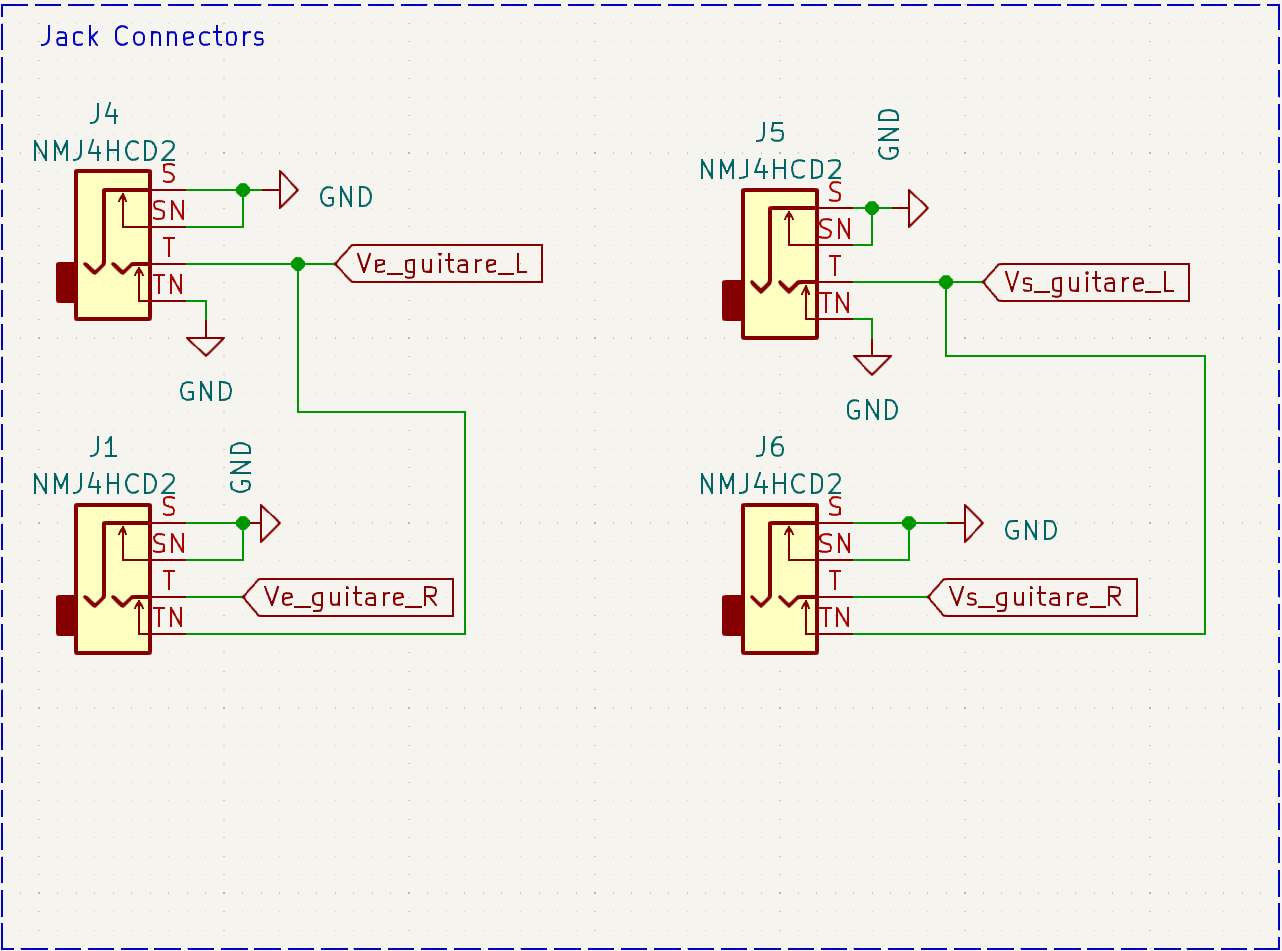 Jack Connectors
J4
NMJ4HCD2
S
SN
T
TN
GND
Ve_guitare_L
GND
J5
NMJ4HCD2
S
SN
T
TN
GND
Vs_guitare_L
GND
J1
NMJ4HCD2
S
SN
T
TN
GND
Ve_guitare_R
J6
NMJ4HCD2
S
SN
T
TN
GND
Vs_guitare_R